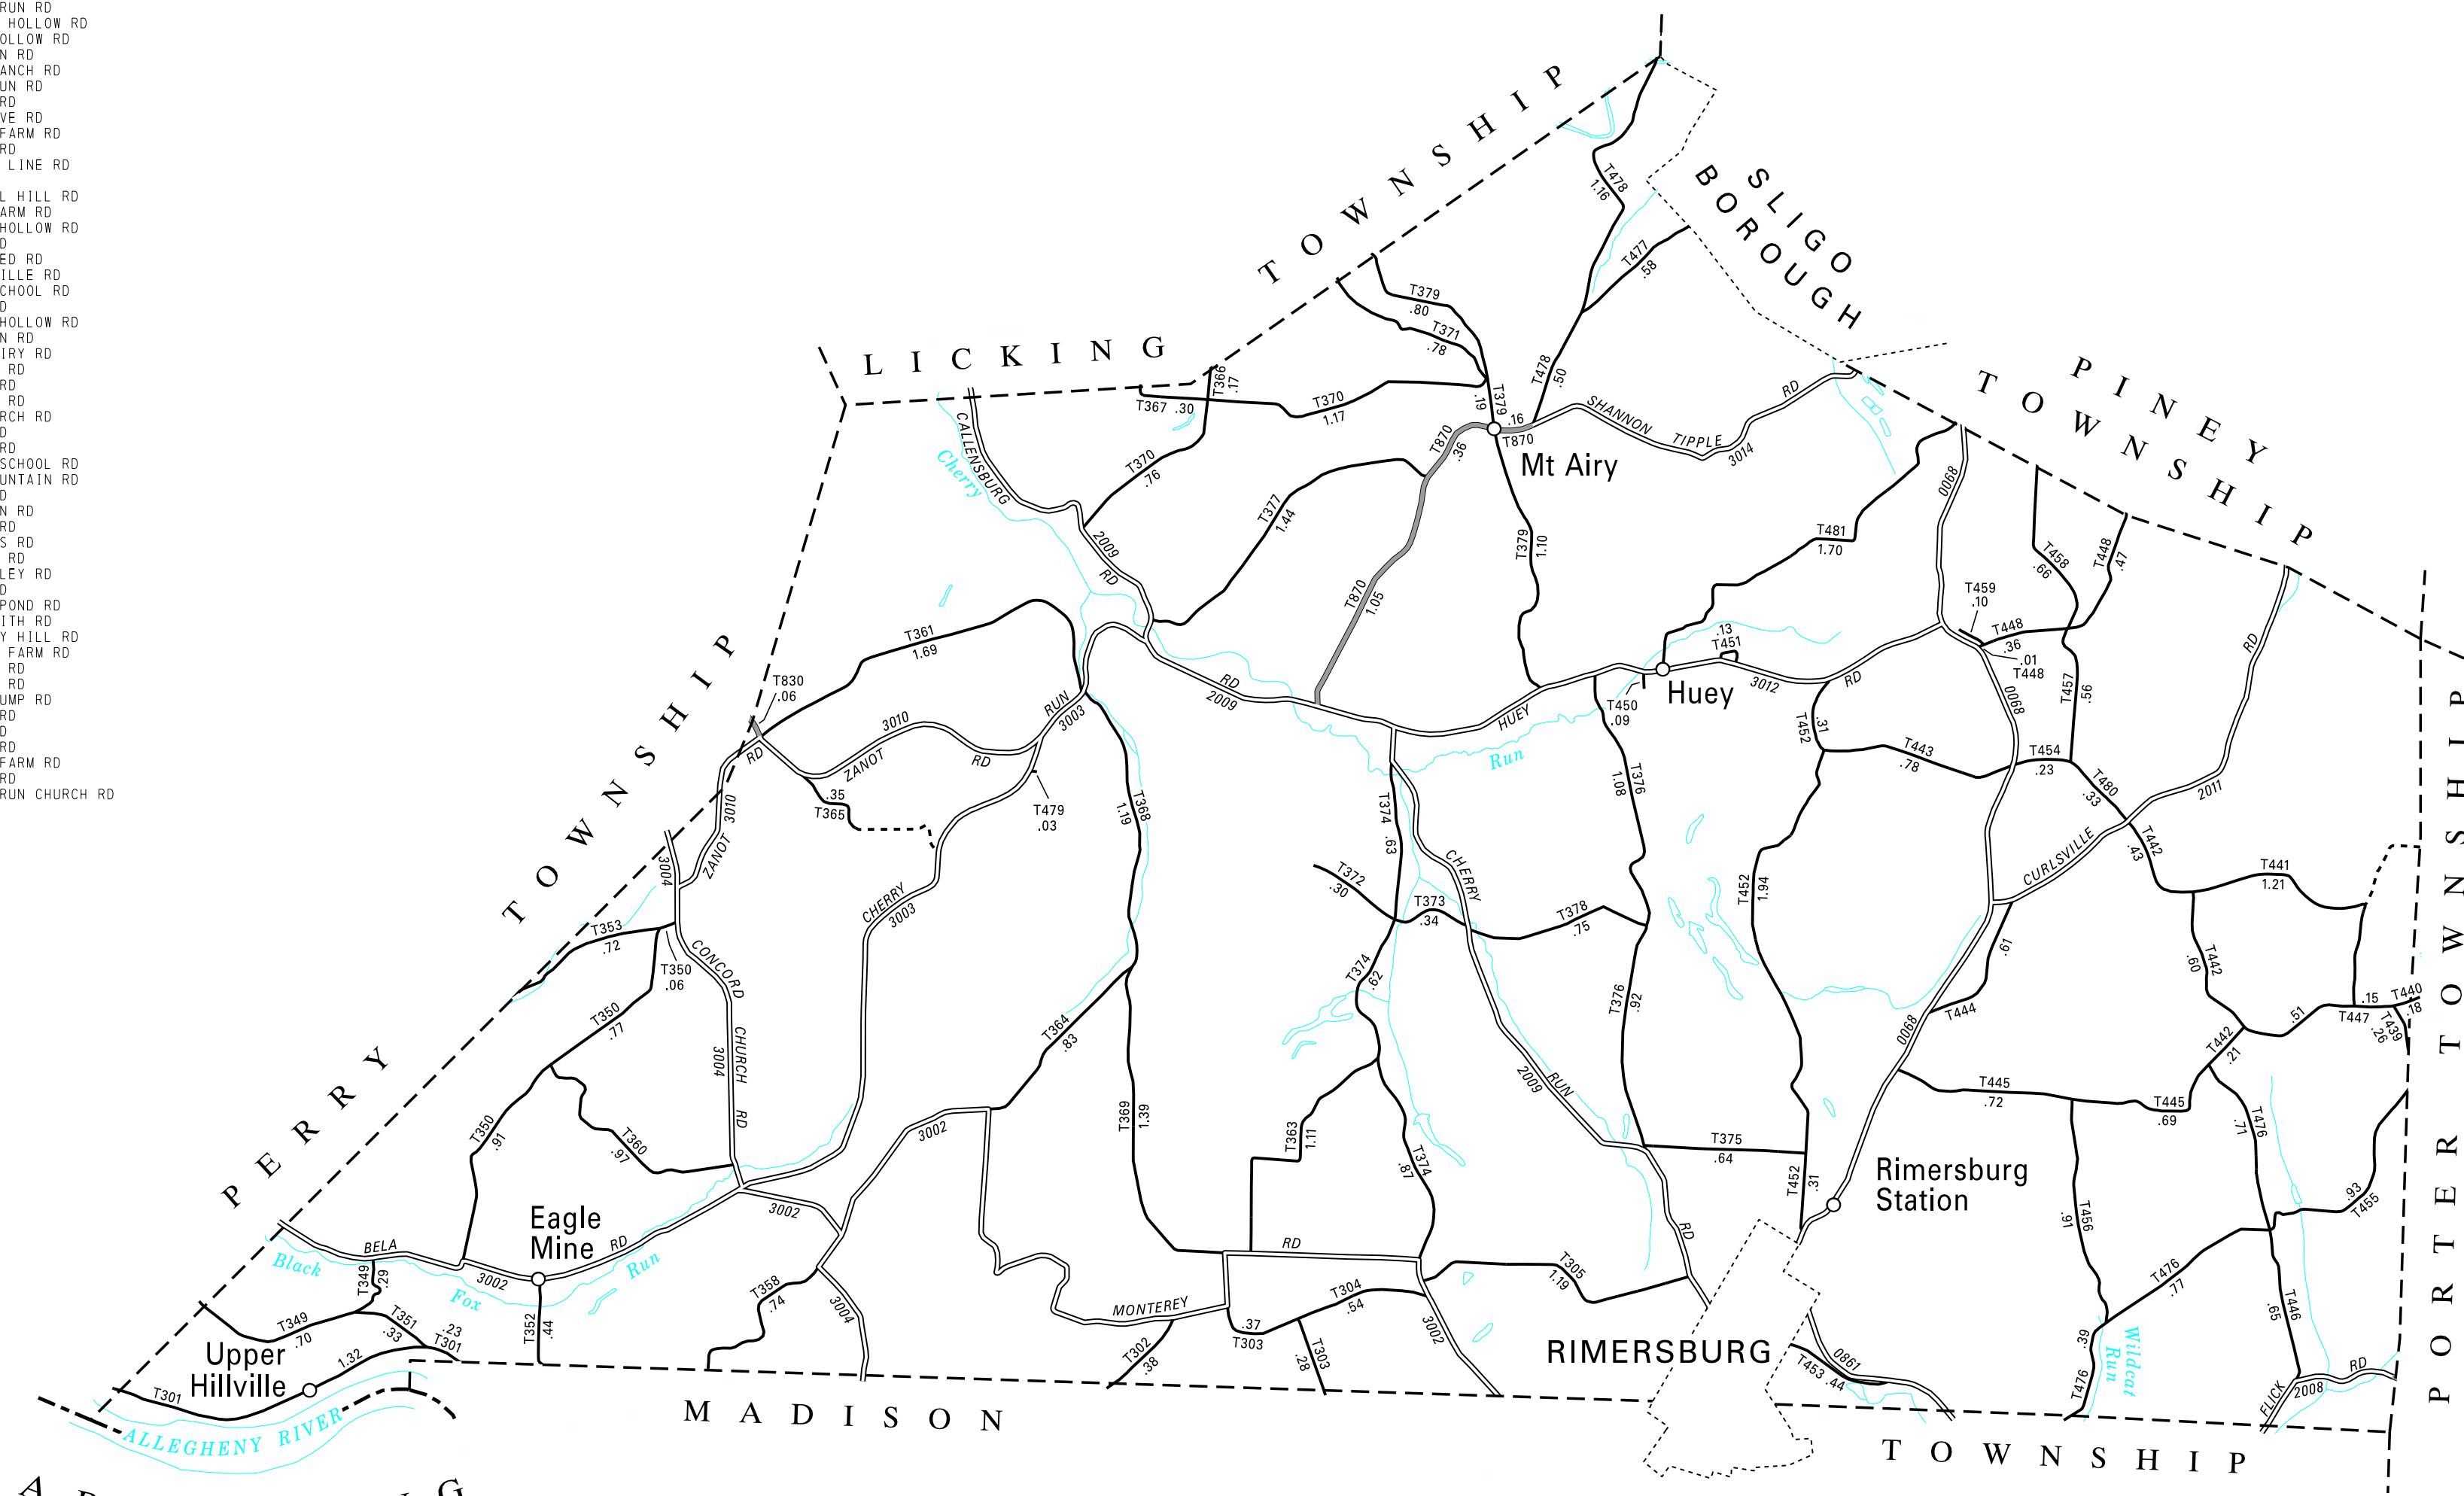 RUN RD
HOLLOW RD
OLLOW RD
N RD
ANCH RD
UN RD
RD
VE RD
FARM RD
RD
LINE RD
L HILL RD
ARM RD
HOLLOW RD
D
ED RD
ILLE RD
CHOOL RD
D
HOLLOW RD
N RD
IRY RD
RD
RD
RD
RCH RD
D
RD
SCHOOL RD
UNTAIN RD
D
N RD
RD
S RD
RD
LEY RD
D
POND RD
ITH RD
Y HILL RD
FARM RD
RD
RD
UMP RD
RD
D
RD
FARM RD
RD
RUN CHURCH RD
LICKING TOWNSHIP
SLIGO
BOROUGH
PINEY
TOWNSHIP
PERRY TOWNSHIP
PORTER TOWNSHIP
MADISON TOWNSHIP
T478
1.16
T477
.58
T379
.80
T371
.78
T366
.17
T367 .30
T370
1.17
T379
.19
T478
.50
.16
T870
SHANNON TIPPLE RD
3014
Mt Airy
T870
.36
CALLENSBURG
2009
RD
Cherry
T370
.76
T377
1.44
T870
1.05
T379
1.10
T481
1.70
0068
T458
.66
T448
.47
T459
.10
T448
.36
.01
T448
T457
.56
RD
T361
1.69
T830
.06
RD
3010
ZANOT
RD
RUN
3003
RD
2009
HUEY
T450
.09
Huey
.13
T451
3012
RD
0068
T452
.31
T443
.78
T454
.23
T480
.33
2011
CURLSVILLE
T442
.43
T441
1.21
ZANOT 3010
3004
.35
T365
T479
.03
T368
1.19
Run
T374 .63
T376
1.08
T372
.30
T373
.34
CHERRY
T378
.75
T452
1.94
CHERRY
3003
T353
.72
T350
.06
CONCORD
CHURCH
RD
3004
T350
.77
T364
.83
T374
.62
T376
.92
T444
.61
T442
.60
.51
.15
T447
T440
.18
T439
.26
0068
T442
.21
T350
.91
T360
.97
3002
T369
1.39
T363
1.11
T374
.87
2009
RUN
T375
.64
T445
.72
T445
.69
T476
.71
T452
.31
Rimersburg
Station
T456
.91
.93
T455
3002
Eagle
Mine
BELA
3002
RD
Black
Fox
Run
T349
.29
T349
.70
T351
.33
.23
T301
T352
.44
T358
.74
3004
RD
MONTEREY
T302
.38
.37
T303
T304
.54
T303
.28
3002
T305
1.19
RD
T476
.77
T446
.65
.39
T476
Wildcat
Run
RIMERSBURG
0861
T453 .44
FLICK
2008
RD
Upper
Hillville
1.32
T301
ALLEGHENY RIVER